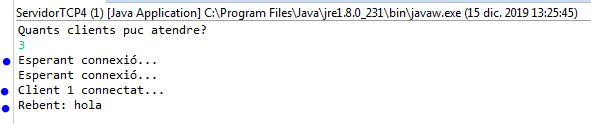 ServidorTCP4 (1) [Java Application] C:\Program Files\Java\jre1.8.0_231\bin\javaw.exe (15 dic. 2019 13:25:45)
Quants clients puc atendre?
3
Esperant connexió...
Esperant connexió...
Client 1 connectat...
Rebent: hola